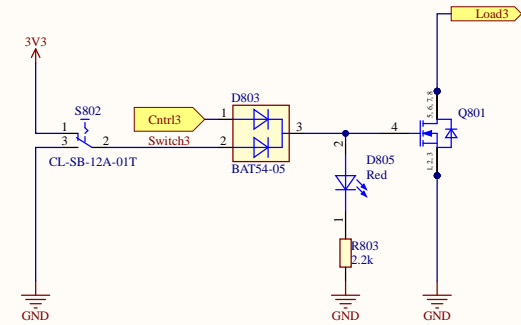 Load3
3V3
S802
D803
5, 6, 7, 8
Q801
Cntrl3
1
1
3
2
Switch3
2
3
4
1, 2, 3
CL-SB-12A-01T
BAT54-05
2
D805
Red
1
R803
2.2k
GND
GND
GND